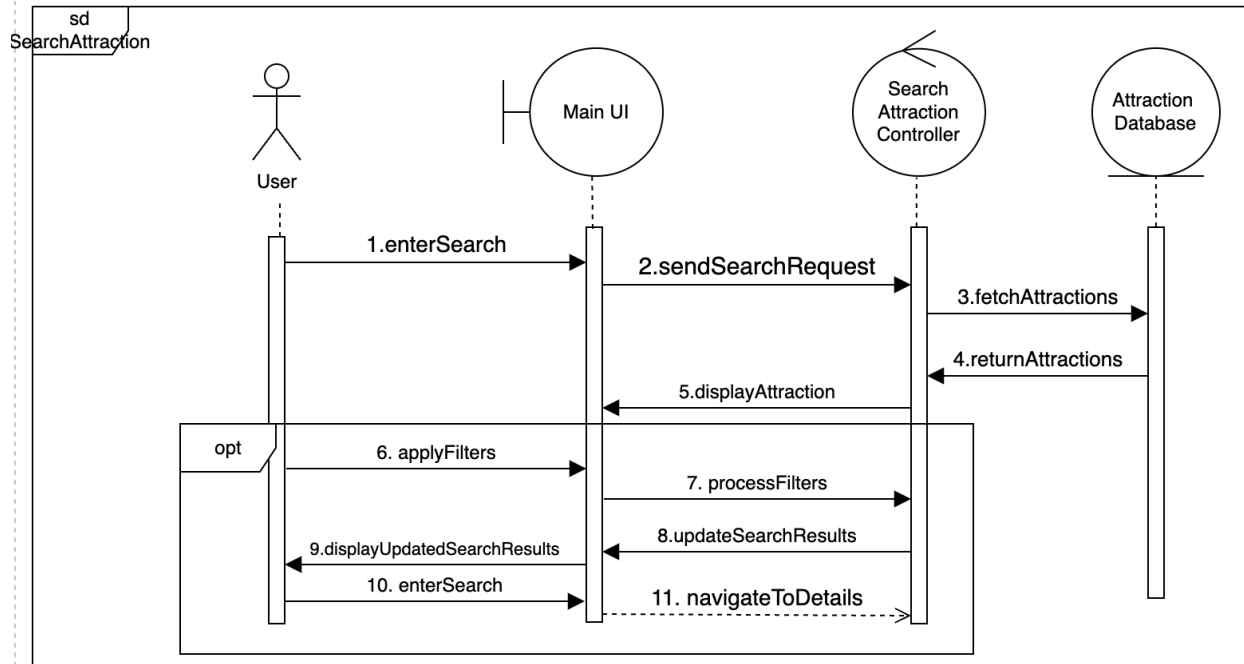 sd
SearchAttraction
Main UI
Search
Attraction
Controller
Attraction
Database
User
1.enterSearch
2.sendSearchRequest
3.fetchAttractions
4.returnAttractions
5.displayAttraction
opt
6. applyFilters
7. processFilters
8.updateSearchResults
9.displayUpdatedSearchResults
10. enterSearch
11. navigateToDetails